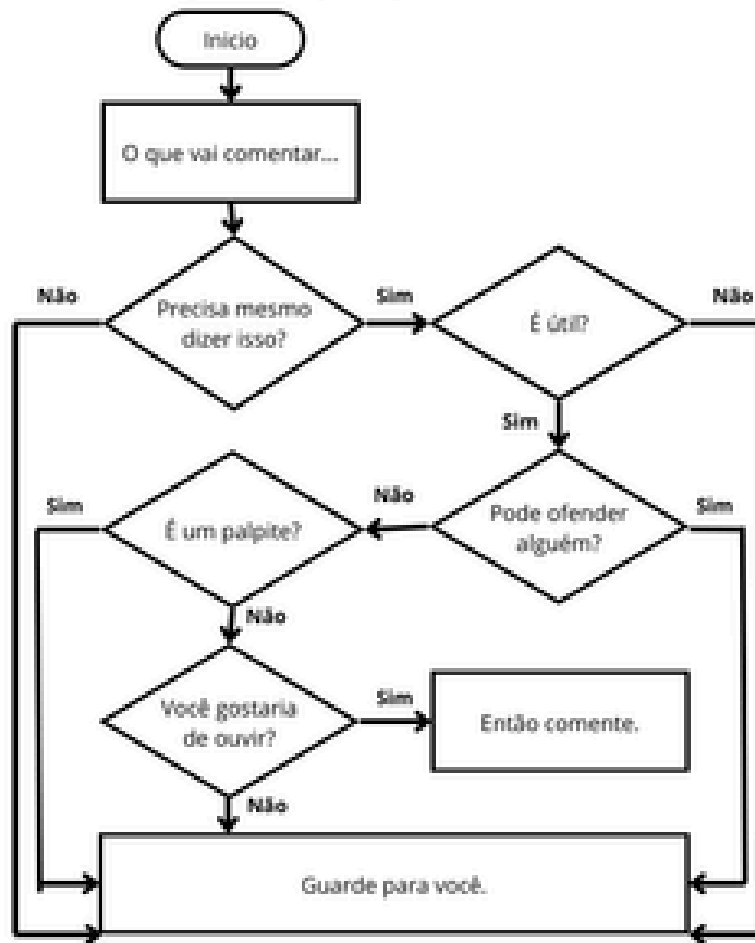 Inicio
O que vai comentar...
Não
Precisa mesmo
dizer isso?
Sim
É útil?
Não
Sim
Sim
É um palpite?
Não
Pode ofender
alguém?
Sim
Não
Você gostaria
de ouvir?
Sim
Então comente.
Não
Guarde para você.